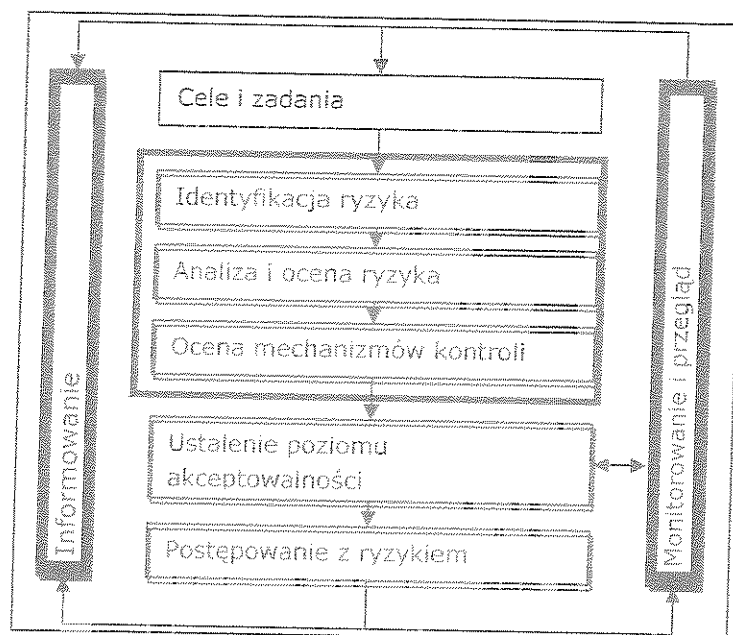 Cele i zadania
Identyfikacja ryzyka
Analiza i ocena ryzyka
Ocena mechanizmów kontroli
Ustalenie poziomu
akceptowalności
Postępowanie z ryzykiem
Informowanie
Monitorowanie i przegląd